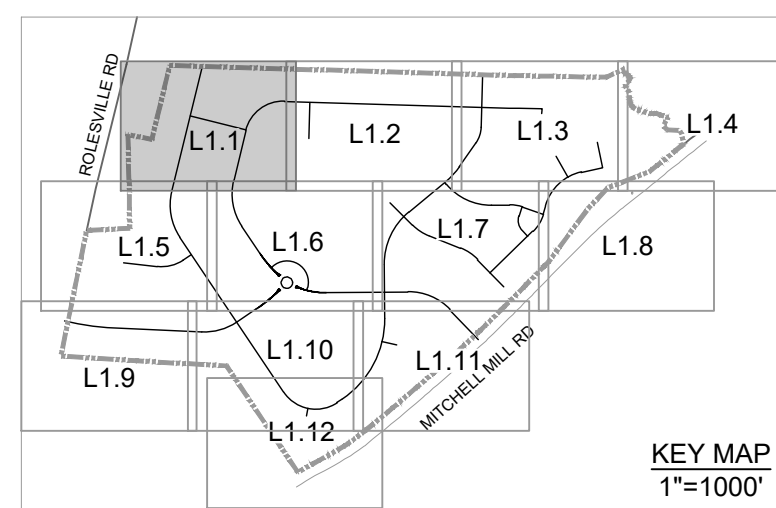 ROLESVILLE RD
L1.1
L1.2
L1.3
L1.4
L1.5
L1.6
L1.7
L1.8
L1.9
L1.10
L1.11
L1.12
MITCHELL MILL RD
KEY MAP
1"=1000'